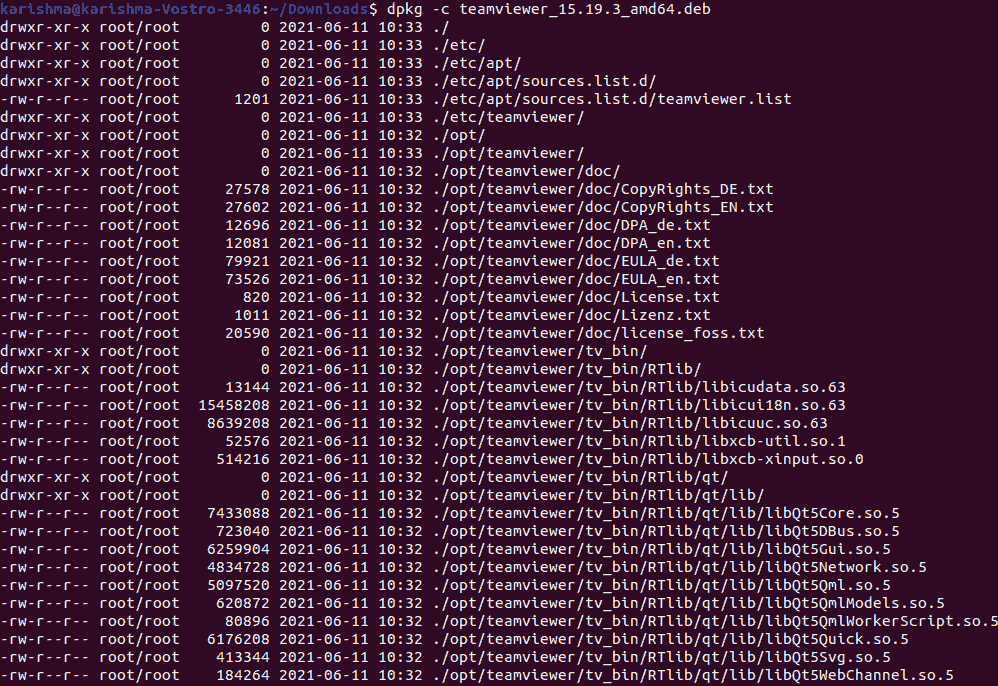 karishma@karishma-Vostro-3446:~/Downloads$ dpkg -c teamviewer_15.19.3_amd64.deb
drwxr-xr-x root/root         0 2021-06-11 10:33 ./
drwxr-xr-x root/root         0 2021-06-11 10:33 ./etc/
drwxr-xr-x root/root         0 2021-06-11 10:33 ./etc/apt/
drwxr-xr-x root/root         0 2021-06-11 10:33 ./etc/apt/sources.list.d/
-rw-r--r-- root/root      1201 2021-06-11 10:33 ./etc/apt/sources.list.d/teamviewer.list
drwxr-xr-x root/root         0 2021-06-11 10:33 ./etc/teamviewer/
drwxr-xr-x root/root         0 2021-06-11 10:32 ./opt/
drwxr-xr-x root/root         0 2021-06-11 10:33 ./opt/teamviewer/
drwxr-xr-x root/root         0 2021-06-11 10:32 ./opt/teamviewer/doc/
-rw-r--r-- root/root     27578 2021-06-11 10:32 ./opt/teamviewer/doc/CopyRights_DE.txt
-rw-r--r-- root/root     27602 2021-06-11 10:32 ./opt/teamviewer/doc/CopyRights_EN.txt
-rw-r--r-- root/root     12696 2021-06-11 10:32 ./opt/teamviewer/doc/DPA_de.txt
-rw-r--r-- root/root     12081 2021-06-11 10:32 ./opt/teamviewer/doc/DPA_en.txt
-rw-r--r-- root/root     79921 2021-06-11 10:32 ./opt/teamviewer/doc/EULA_de.txt
-rw-r--r-- root/root     73526 2021-06-11 10:32 ./opt/teamviewer/doc/EULA_en.txt
-rw-r--r-- root/root       820 2021-06-11 10:32 ./opt/teamviewer/doc/License.txt
-rw-r--r-- root/root      1011 2021-06-11 10:32 ./opt/teamviewer/doc/Lizenz.txt
-rw-r--r-- root/root     20590 2021-06-11 10:32 ./opt/teamviewer/doc/license_foss.txt
drwxr-xr-x root/root         0 2021-06-11 10:32 ./opt/teamviewer/tv_bin/
drwxr-xr-x root/root         0 2021-06-11 10:32 ./opt/teamviewer/tv_bin/RTlib/
-rw-r--r-- root/root     13144 2021-06-11 10:32 ./opt/teamviewer/tv_bin/RTlib/libicudata.so.63
-rw-r--r-- root/root  15458208 2021-06-11 10:32 ./opt/teamviewer/tv_bin/RTlib/libicui18n.so.63
-rw-r--r-- root/root   8639208 2021-06-11 10:32 ./opt/teamviewer/tv_bin/RTlib/libicuuc.so.63
-rw-r--r-- root/root     52576 2021-06-11 10:32 ./opt/teamviewer/tv_bin/RTlib/libxcb-util.so.1
-rw-r--r-- root/root    514216 2021-06-11 10:32 ./opt/teamviewer/tv_bin/RTlib/libxcb-xinput.so.0
drwxr-xr-x root/root         0 2021-06-11 10:32 ./opt/teamviewer/tv_bin/RTlib/qt/
drwxr-xr-x root/root         0 2021-06-11 10:32 ./opt/teamviewer/tv_bin/RTlib/qt/lib/
-rw-r--r-- root/root   7433088 2021-06-11 10:32 ./opt/teamviewer/tv_bin/RTlib/qt/lib/libQt5Core.so.5
-rw-r--r-- root/root    723040 2021-06-11 10:32 ./opt/teamviewer/tv_bin/RTlib/qt/lib/libQt5DBus.so.5
-rw-r--r-- root/root   6259904 2021-06-11 10:32 ./opt/teamviewer/tv_bin/RTlib/qt/lib/libQt5Gui.so.5
-rw-r--r-- root/root   4834728 2021-06-11 10:32 ./opt/teamviewer/tv_bin/RTlib/qt/lib/libQt5Network.so.5
-rw-r--r-- root/root   5097520 2021-06-11 10:32 ./opt/teamviewer/tv_bin/RTlib/qt/lib/libQt5Qml.so.5
-rw-r--r-- root/root    620872 2021-06-11 10:32 ./opt/teamviewer/tv_bin/RTlib/qt/lib/libQt5QmlModels.so.5
-rw-r--r-- root/root     80896 2021-06-11 10:32 ./opt/teamviewer/tv_bin/RTlib/qt/lib/libQt5QmlWorkerScript.so.5
-rw-r--r-- root/root   6176208 2021-06-11 10:32 ./opt/teamviewer/tv_bin/RTlib/qt/lib/libQt5Quick.so.5
-rw-r--r-- root/root    413344 2021-06-11 10:32 ./opt/teamviewer/tv_bin/RTlib/qt/lib/libQt5Svg.so.5
-rw-r--r-- root/root    184264 2021-06-11 10:32 ./opt/teamviewer/tv_bin/RTlib/qt/lib/libQt5WebChannel.so.5